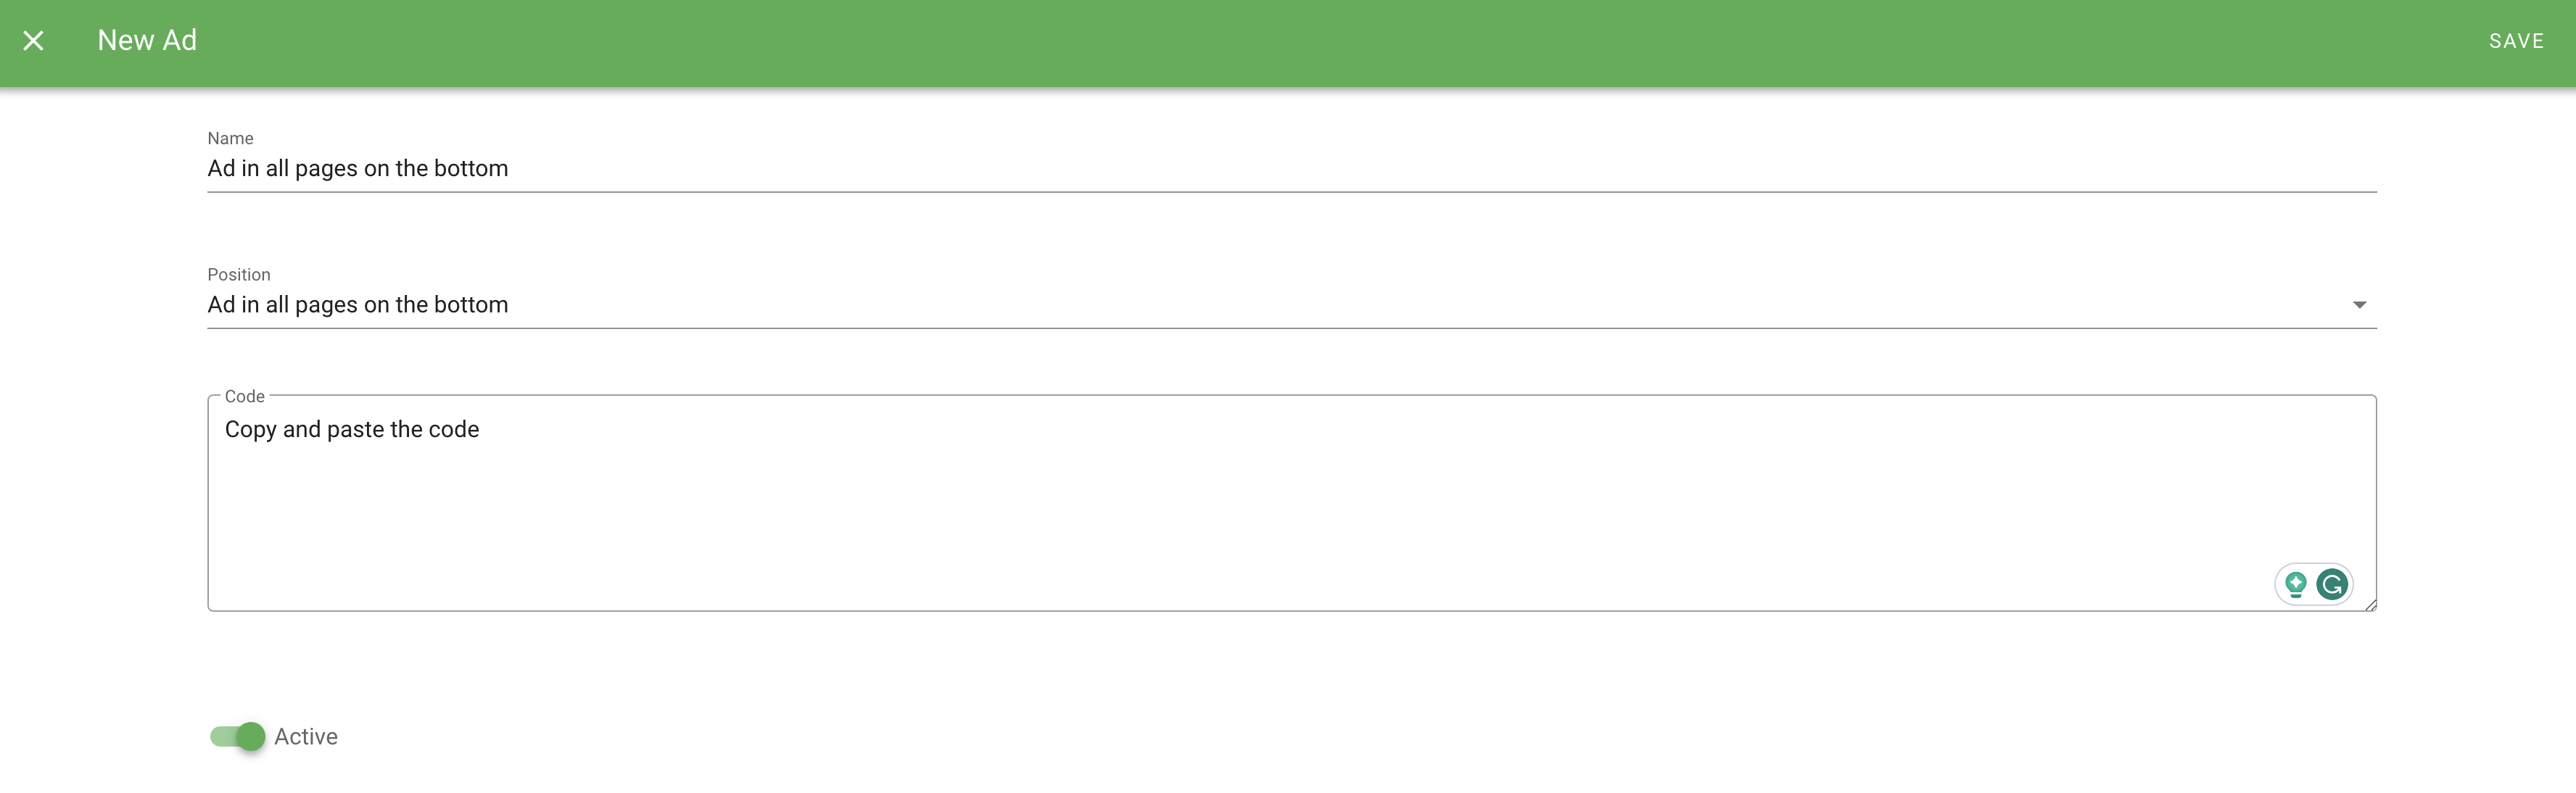 New Ad
SAVE
Name
Ad in all pages on the bottom
Position
Ad in all pages on the bottom
Code
Copy and paste the code
Active